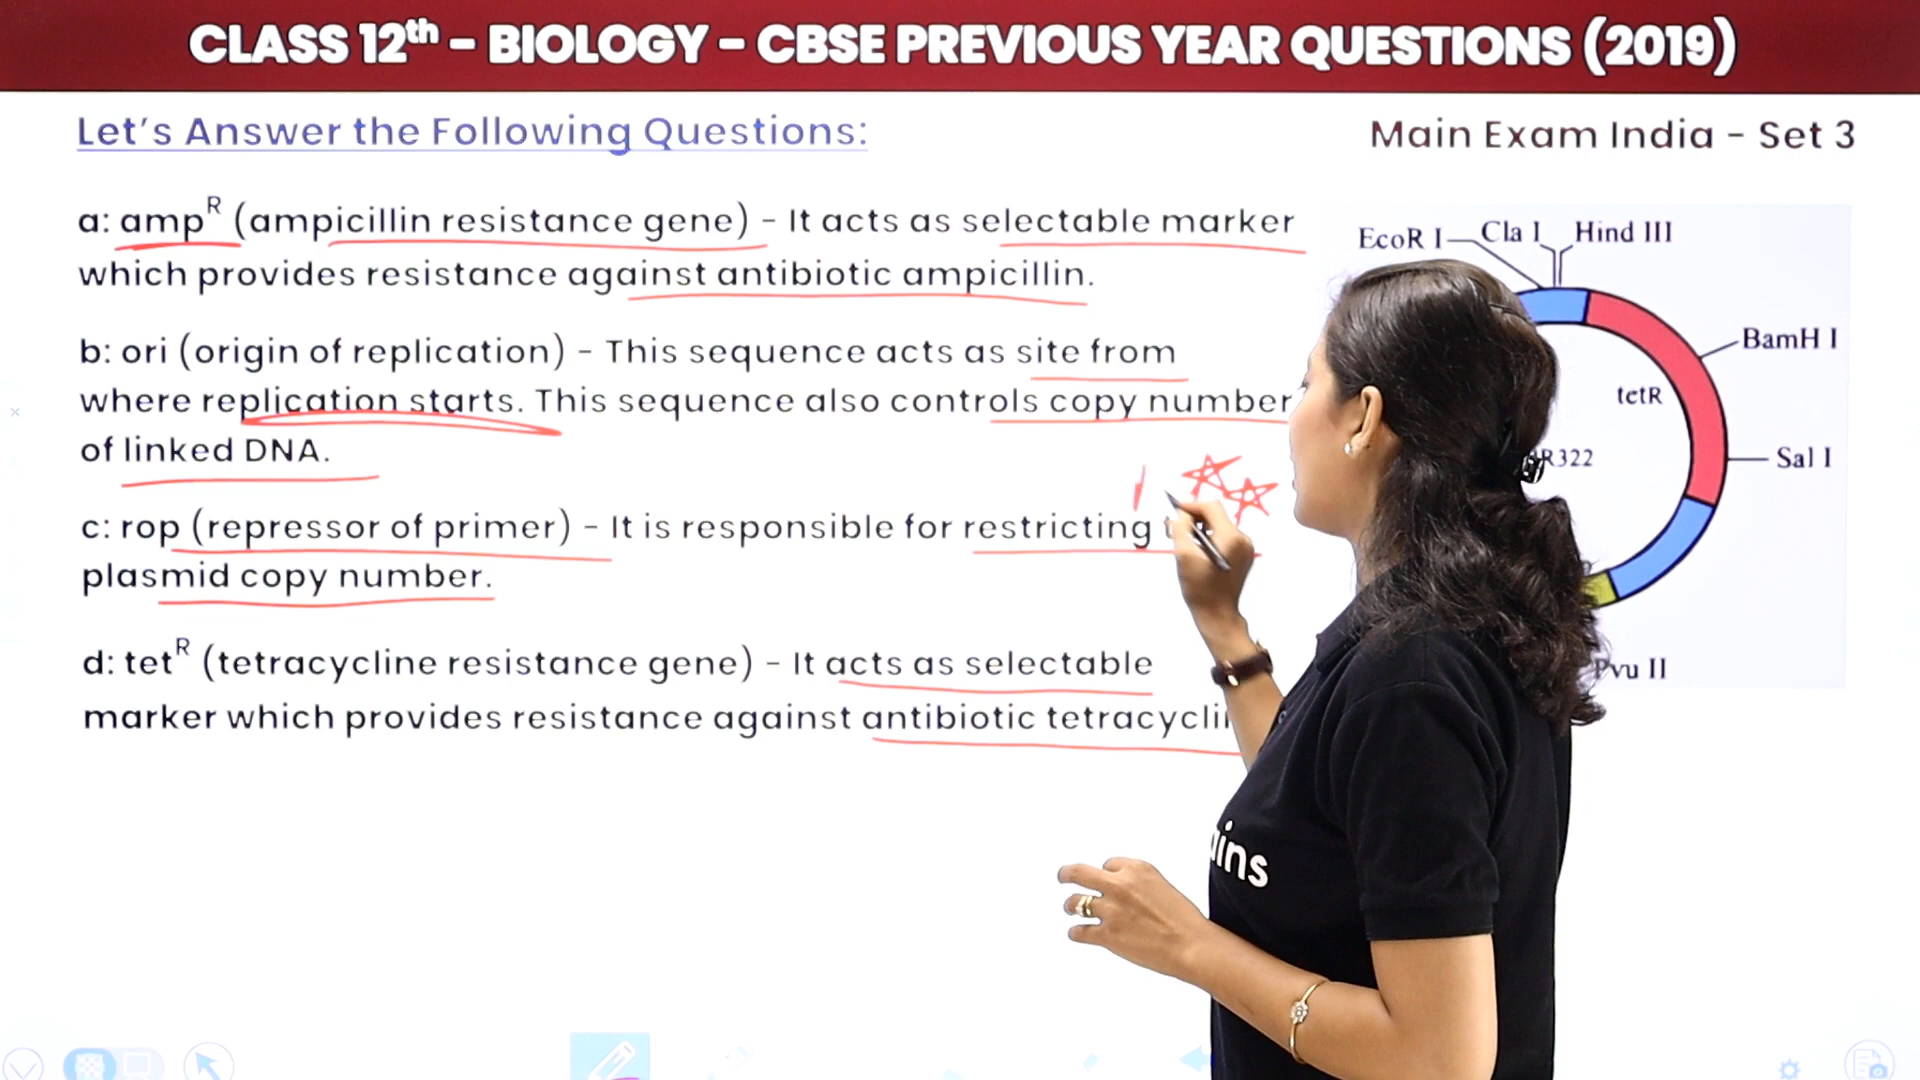 CLASS 12th – BIOLOGY – CBSE PREVIOUS YEAR QUESTIONS (2019)
Let's Answer the Following Questions:
Main Exam India - Set 3
a: ampR (ampicillin resistance gene) - It acts as selectable marker
which provides resistance against antibiotic ampicillin.
b: ori (origin of replication) - This sequence acts as site from
where replication starts. This sequence also controls copy number
of linked DNA.
c: rop (repressor of primer) - It is responsible for restricting
plasmid copy number.
d: tetR (tetracycline resistance gene) - It acts as selectable
marker which provides resistance against antibiotic
EcoR I
Cla I
Hind III
BamH I
tetR
R322
Sal I
Pvu II
ains